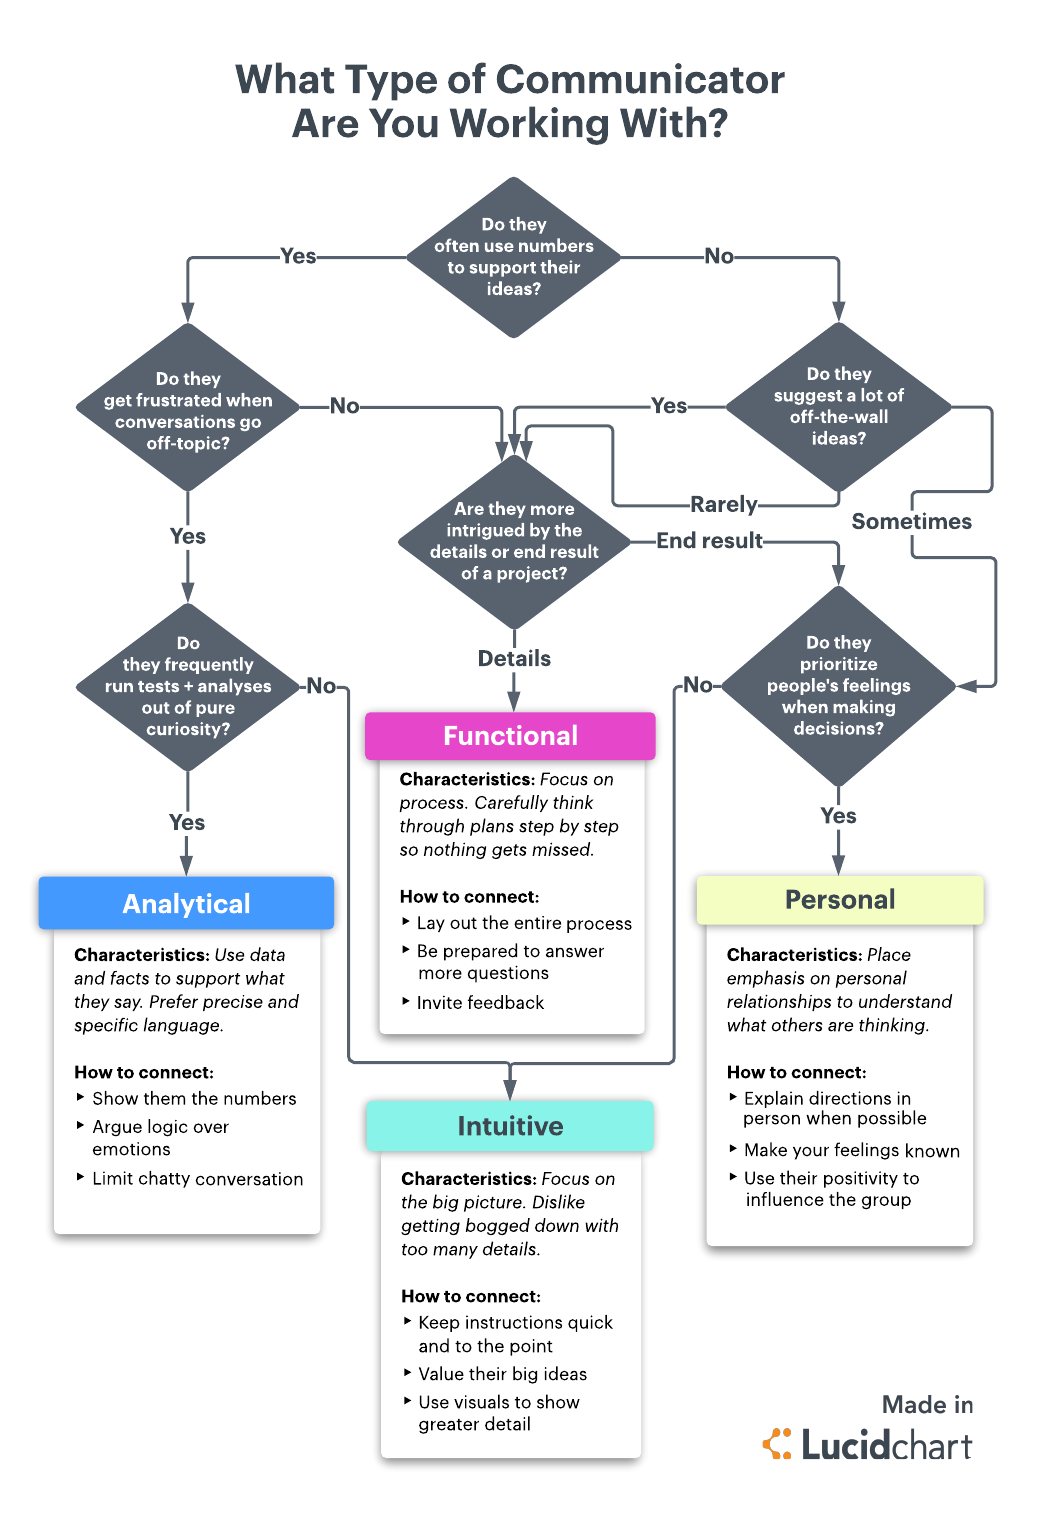 What Type of Communicator
Are You Working With?
Do they
often use numbers
to support their
ideas?
Yes
No
Do they
get frustrated when
conversations go
off-topic?
No
Yes
Do they
suggest a lot of
off-the-wall
ideas?
Yes
Rarely
Sometimes
Are they more
intrigued by the
details or end result
of a project?
End result
Details
Do
they frequently
run tests + analyses
out of pure
curiosity?
No
Yes
Do they
prioritize
people's feelings
when making
decisions?
No
Yes
Functional
Characteristics: Focus on
process. Carefully think
through plans step by step
so nothing gets missed.
How to connect:
‣ Lay out the entire process
‣ Be prepared to answer
more questions
‣ Invite feedback
Analytical
Characteristics: Use data
and facts to support what
they say. Prefer precise and
specific language.
How to connect:
‣ Show them the numbers
‣ Argue logic over
emotions
‣ Limit chatty conversation
Personal
Characteristics: Place
emphasis on personal
relationships to understand
what others are thinking.
How to connect:
‣ Explain directions in
person when possible
‣ Make your feelings known
‣ Use their positivity to
influence the group
Intuitive
Characteristics: Focus on
the big picture. Dislike
getting bogged down with
too many details.
How to connect:
‣ Keep instructions quick
and to the point
‣ Value their big ideas
‣ Use visuals to show
greater detail
Made in
Lucidchart